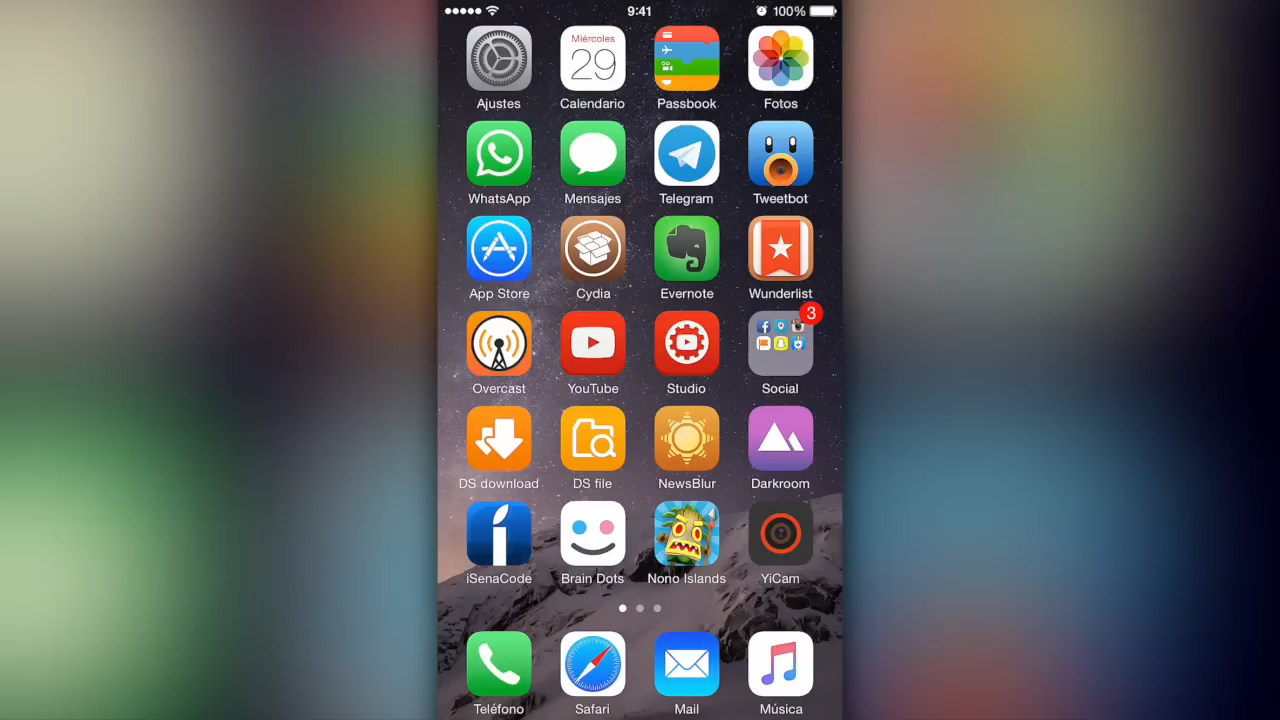 9:41 100%
Miércoles
29
Ajustes Calendario Passbook Fotos
WhatsApp Mensajes Telegram Tweetbot
App Store Cydia Evernote Wunderlist
3
Overcast YouTube Studio Social
DS download DS file NewsBlur Darkroom
iSenaCode Brain Dots Nono Islands YiCam
Teléfono Safari Mail Música